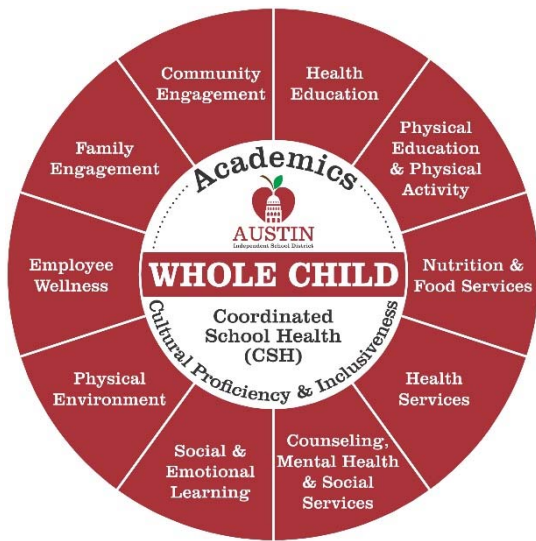 Health
Education
Physical
Education
& Physical
Activity
Nutrition &
Food Services
Health
Services
Counseling,
Mental Health
& Social
Services
Social &
Emotional
Learning
Physical
Environment
Employee
Wellness
Family
Engagement
Community
Engagement
Academics
AUSTIN
Independent School District
WHOLE CHILD
Coordinated
School Health
(CSH)
Cultural Proficiency & Inclusiveness